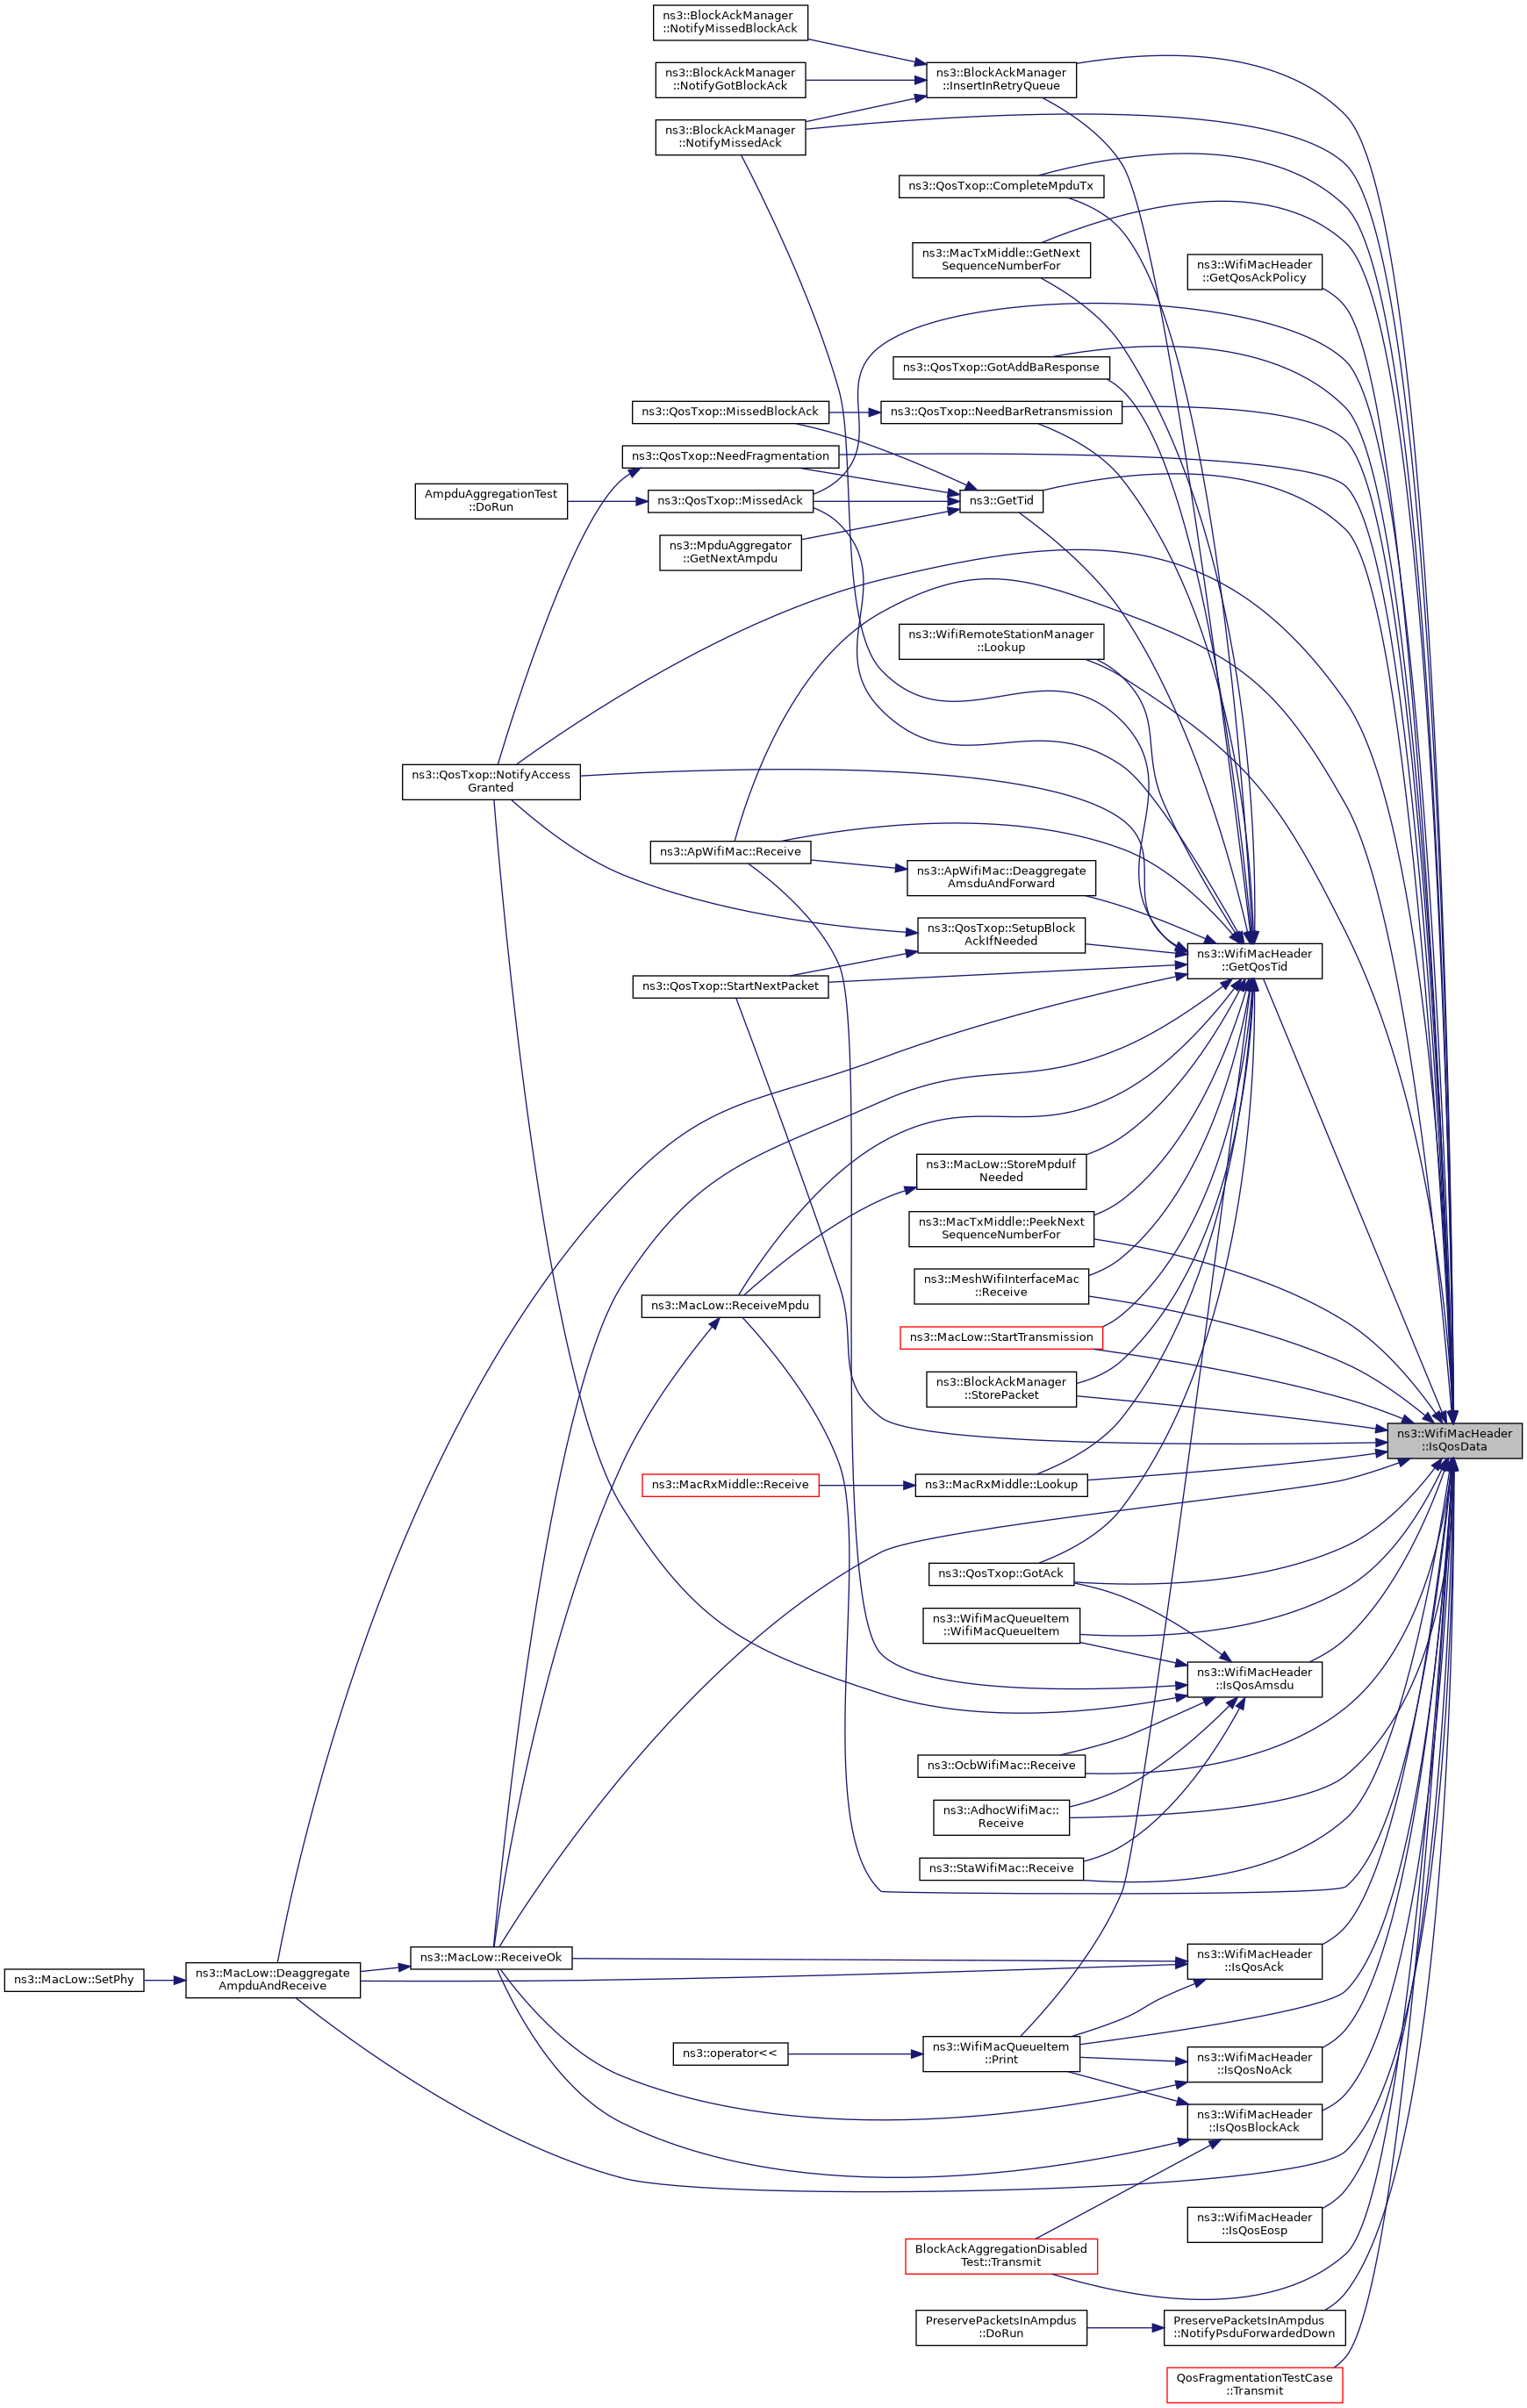 ns3::BlockAckManager
::NotifyMissedBlockAck
ns3::BlockAckManager
::NotifyGotBlockAck
ns3::BlockAckManager
::InsertInRetryQueue
ns3::BlockAckManager
::NotifyMissedAck
ns3::QosTxop::CompleteMpduTx
ns3::MacTxMiddle::GetNext
SequenceNumberFor
ns3::WifiMacHeader
::GetQosAckPolicy
ns3::QosTxop::GotAddBaResponse
ns3::QosTxop::MissedBlockAck
ns3::QosTxop::NeedBarRetransmission
ns3::QosTxop::NeedFragmentation
AmpduAggregationTest
::DoRun
ns3::QosTxop::MissedAck
ns3::GetTid
ns3::MpduAggregator
::GetNextAmpdu
ns3::WifiRemoteStationManager
::Lookup
ns3::QosTxop::NotifyAccess
Granted
ns3::ApWifiMac::Receive
ns3::ApWifiMac::Deaggregate
AmsduAndForward
ns3::QosTxop::SetupBlock
AckIfNeeded
ns3::WifiMacHeader
::GetQosTid
ns3::QosTxop::StartNextPacket
ns3::MacLow::StoreMpduIf
Needed
ns3::MacTxMiddle::PeekNext
SequenceNumberFor
ns3::MeshWifiInterfaceMac
::Receive
ns3::MacLow::ReceiveMpdu
ns3::MacLow::StartTransmission
ns3::BlockAckManager
::StorePacket
ns3::WifiMacHeader
::IsQosData
ns3::MacRxMiddle::Receive
ns3::MacRxMiddle::Lookup
ns3::QosTxop::GotAck
ns3::WifiMacQueueItem
::WifiMacQueueItem
ns3::WifiMacHeader
::IsQosAmsdu
ns3::OcbWifiMac::Receive
ns3::AdhocWifiMac::
Receive
ns3::StaWifiMac::Receive
ns3::MacLow::SetPhy
ns3::MacLow::Deaggregate
AmpduAndReceive
ns3::MacLow::ReceiveOk
ns3::WifiMacHeader
::IsQosAck
ns3::operator<<
ns3::WifiMacQueueItem
::Print
ns3::WifiMacHeader
::IsQosNoAck
ns3::WifiMacHeader
::IsQosBlockAck
ns3::WifiMacHeader
::IsQosEosp
BlockAckAggregationDisabled
Test::Transmit
PreservePacketsInAmpdus
::DoRun
PreservePacketsInAmpdus
::NotifyPsduForwardedDown
QosFragmentationTestCase
::Transmit